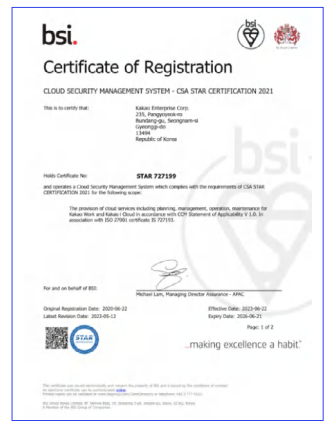 bsi.
bsi
Certificate of Registration
CLOUD SECURITY MANAGEMENT SYSTEM - CSA STAR CERTIFICATION 2021
This is to certify that:
Kakao Enterprise Corp.
235, Pangyoyeok-ro
Bundang-gu, Seongnam-si
Gyeonggi-do
13494
Republic of Korea
Holds Certificate No:
STAR 727199
and operates a Cloud Security Management System which complies with the requirements of CSA STAR
CERTIFICATION 2021 for the following scope:
The provision of cloud services including planning, management, operation, maintenance for
Kakao Work and Kakao i Cloud in accordance with CCM Statement of Applicability V 1.0. In
association with ISO 27001 certificate IS 727193.
For and on behalf of BSI:
Michael Lam, Managing Director Assurance - APAC
Original Registration Date: 2020-06-22
Effective Date: 2023-06-22
Latest Revision Date: 2023-05-12
Expiry Date: 2026-06-21
Page: 1 of 2
STAR
...making excellence a habit.